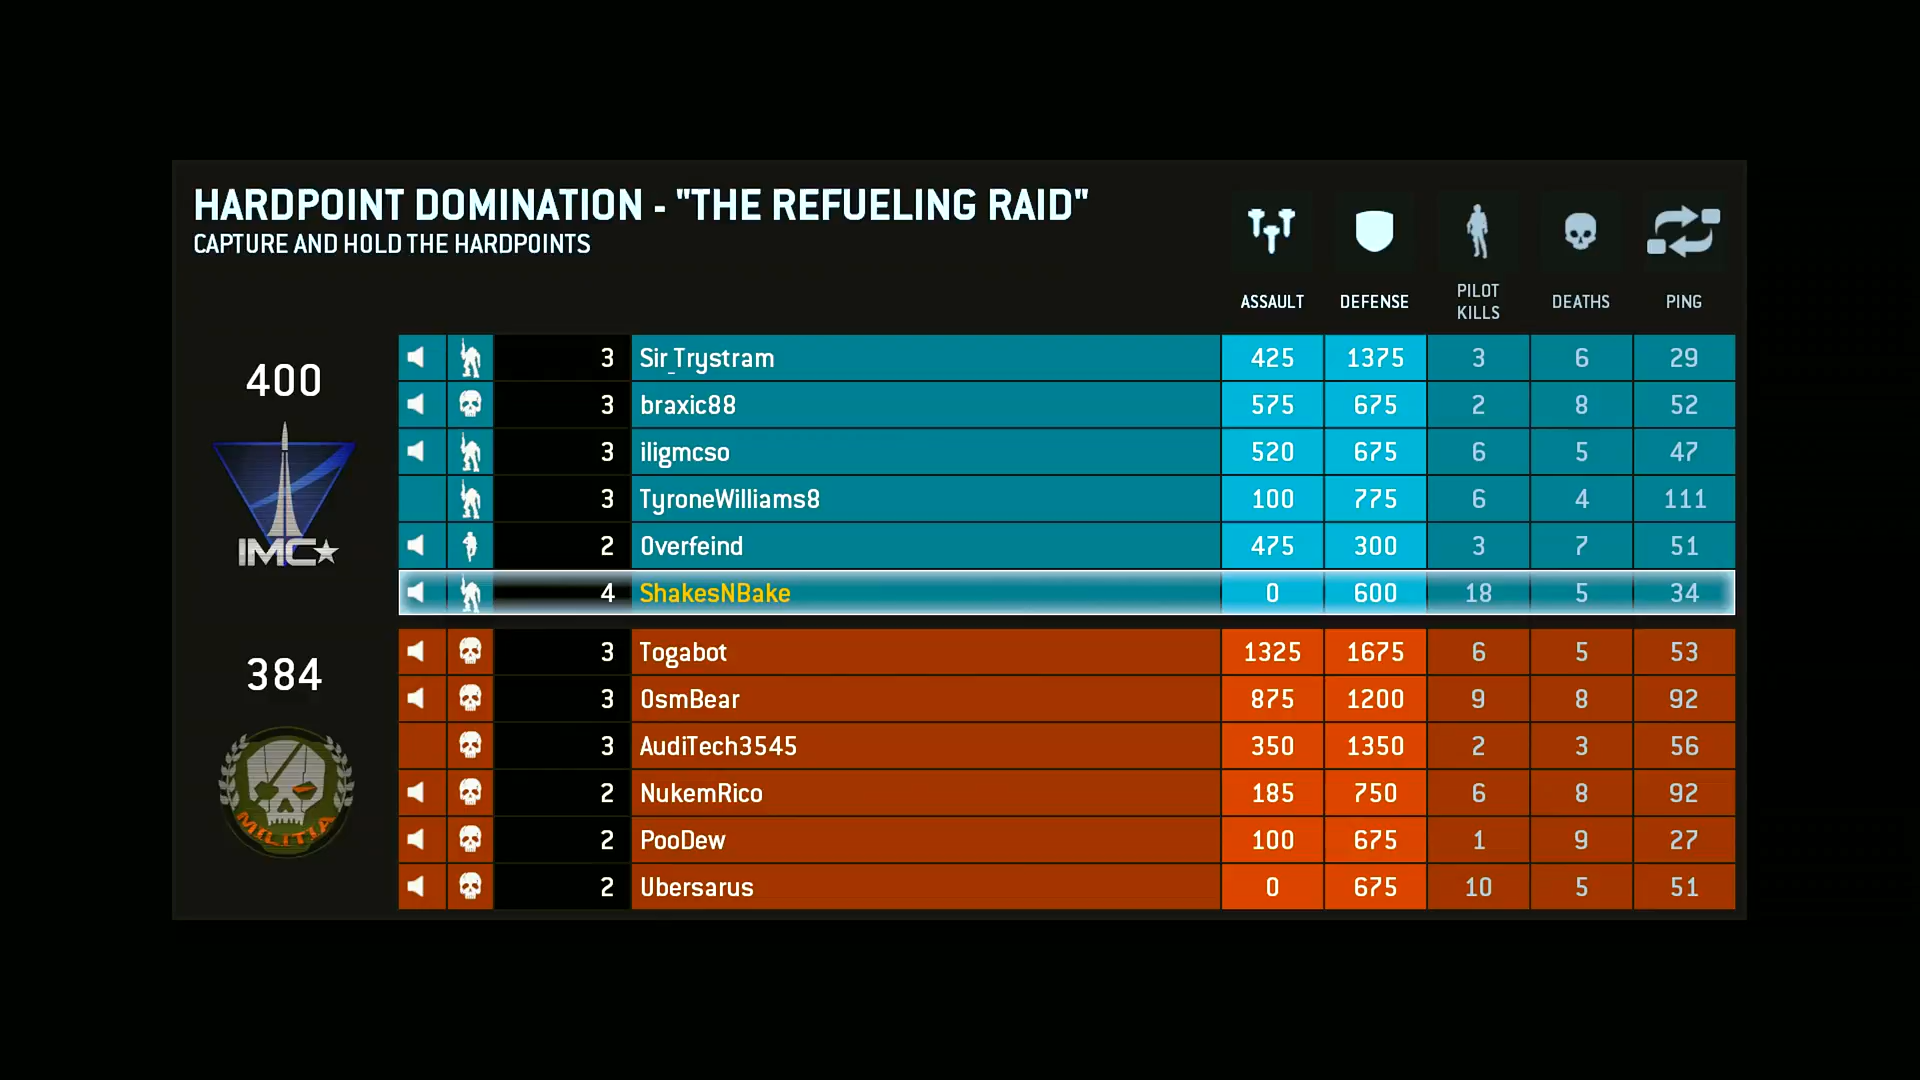 HARDPOINT DOMINATION - "THE REFUELING RAID"
CAPTURE AND HOLD THE HARDPOINTS
ASSAULT DEFENSE PILOT KILLS DEATHS PING
400
IMC
3 Sir_Trystram 425 1375 3 6 29
3 braxic88 575 675 2 8 52
3 iligmcso 520 675 6 5 47
3 TyroneWilliams8 100 775 6 4 111
2 Overfeind 475 300 3 7 51
4 ShakesNBake 0 600 18 5 34
384
MILITIA
3 Togabot 1325 1675 6 5 53
3 OsmBear 875 1200 9 8 92
3 AudiTech3545 350 1350 2 3 56
2 NukemRico 185 750 6 8 92
2 PooDew 100 675 1 9 27
2 Ubersarus 0 675 10 5 51